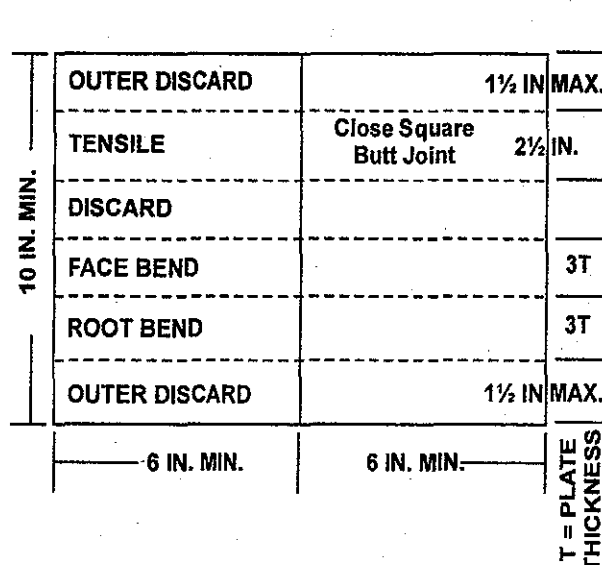 OUTER DISCARD 1½ IN MAX.
TENSILE Close Square Butt Joint 2½ IN.
DISCARD
FACE BEND 3T
ROOT BEND 3T
OUTER DISCARD 1½ IN MAX.
10 IN. MIN.
6 IN. MIN. 6 IN. MIN.
T = PLATE
THICKNESS